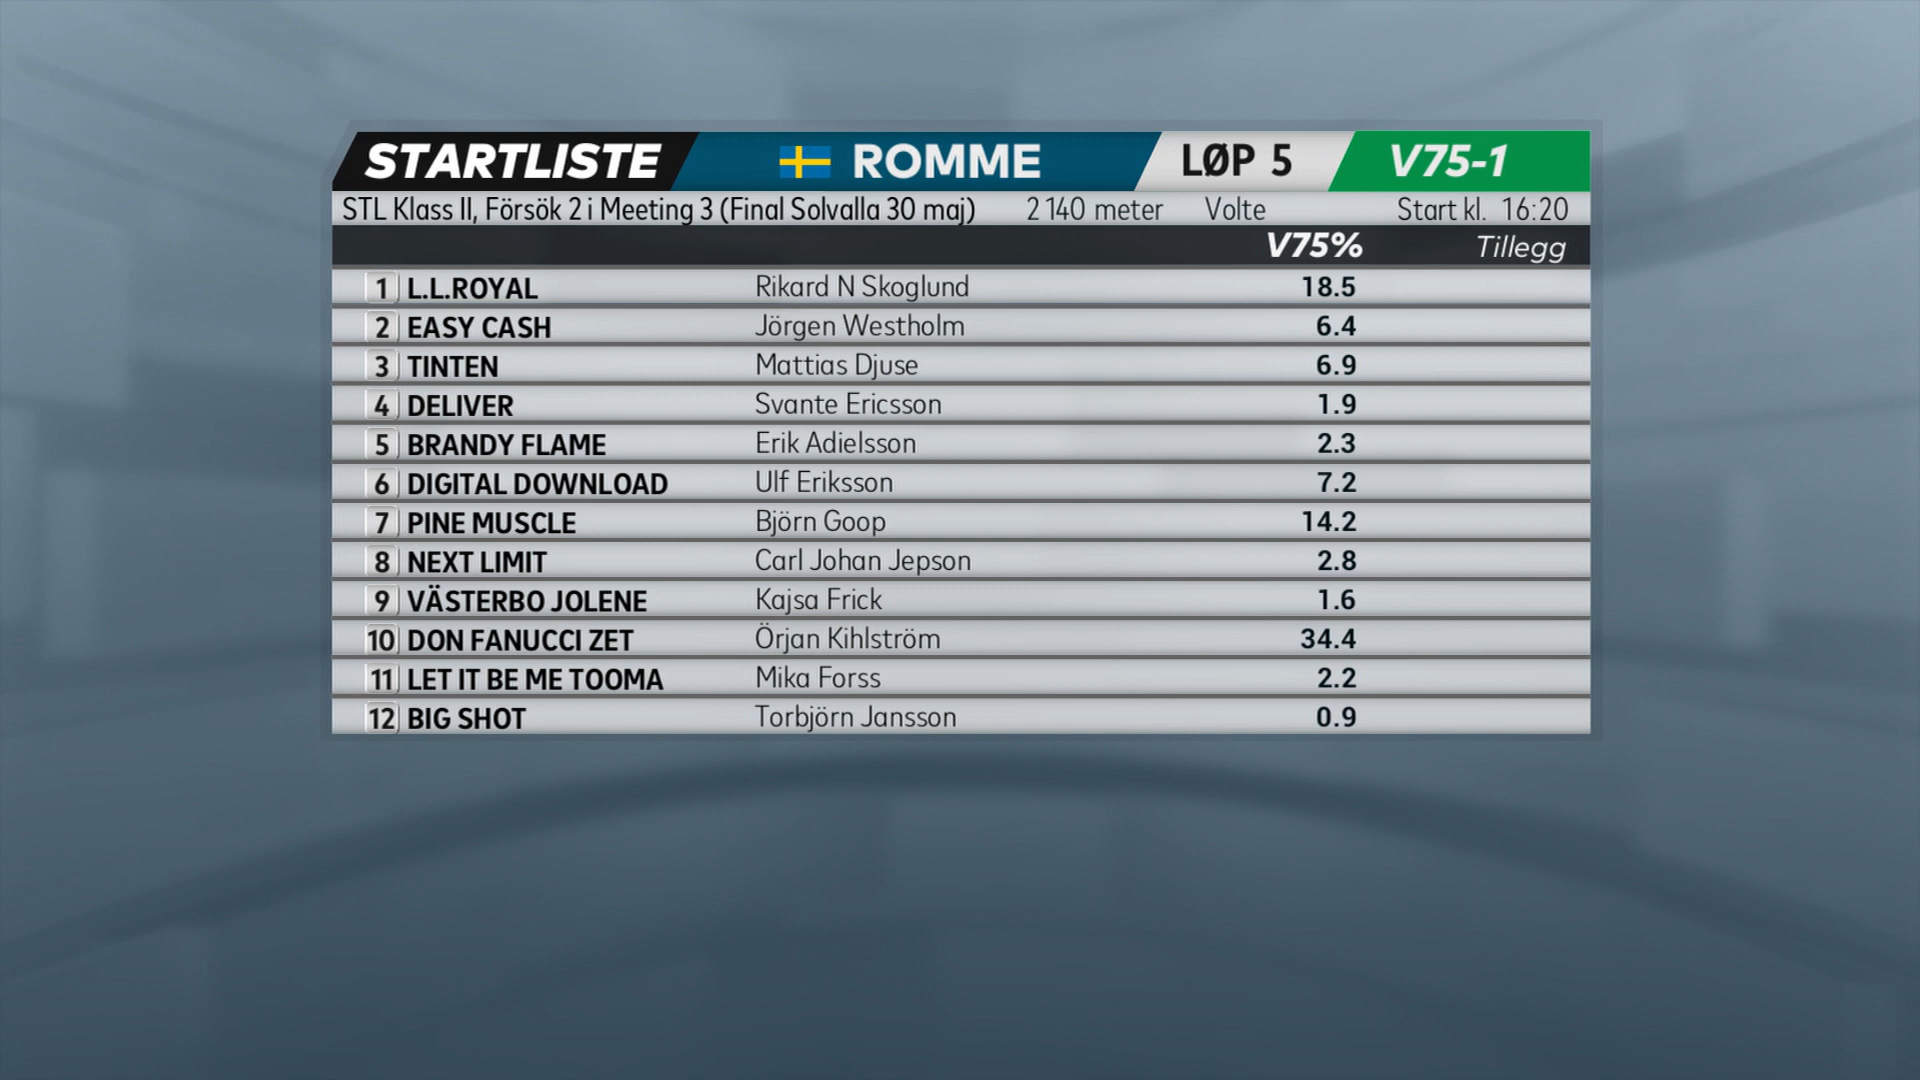 STARTLISTE ROMME LØP 5 V75-1
STL Klass II, Försök 2 i Meeting 3 (Final Solvalla 30 maj) 2 140 meter Volte Start kl. 16:20
V75% Tillegg
1 L.L.ROYAL Rikard N Skoglund 18.5
2 EASY CASH Jörgen Westholm 6.4
3 TINTEN Mattias Djuse 6.9
4 DELIVER Svante Ericsson 1.9
5 BRANDY FLAME Erik Adielsson 2.3
6 DIGITAL DOWNLOAD Ulf Eriksson 7.2
7 PINE MUSCLE Björn Goop 14.2
8 NEXT LIMIT Carl Johan Jepson 2.8
9 VÄSTERBO JOLENE Kajsa Frick 1.6
10 DON FANUCCI ZET Örjan Kihlström 34.4
11 LET IT BE ME TOOMA Mika Forss 2.2
12 BIG SHOT Torbjörn Jansson 0.9